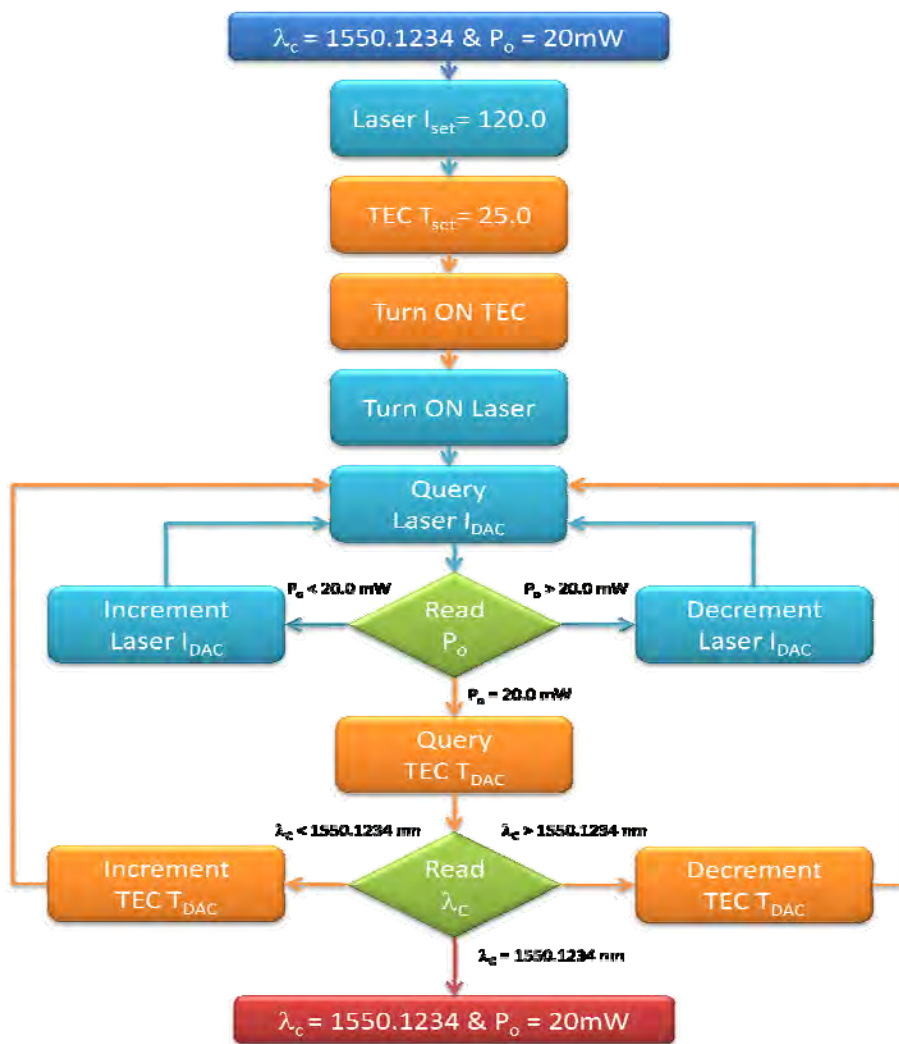 λc = 1550.1234 & Po = 20mW
Laser Iset= 120.0
TEC Tset= 25.0
Turn ON TEC
Turn ON Laser
Query
Laser IDAC
Po < 20.0 mW
Po > 20.0 mW
Increment
Laser IDAC
Read
Po
Decrement
Laser IDAC
Po = 20.0 mW
Query
TEC TDAC
λc < 1550.1234 nm
λc > 1550.1234 nm
Increment
TEC TDAC
Read
λc
Decrement
TEC TDAC
λc = 1550.1234 nm
λc = 1550.1234 & Po = 20mW